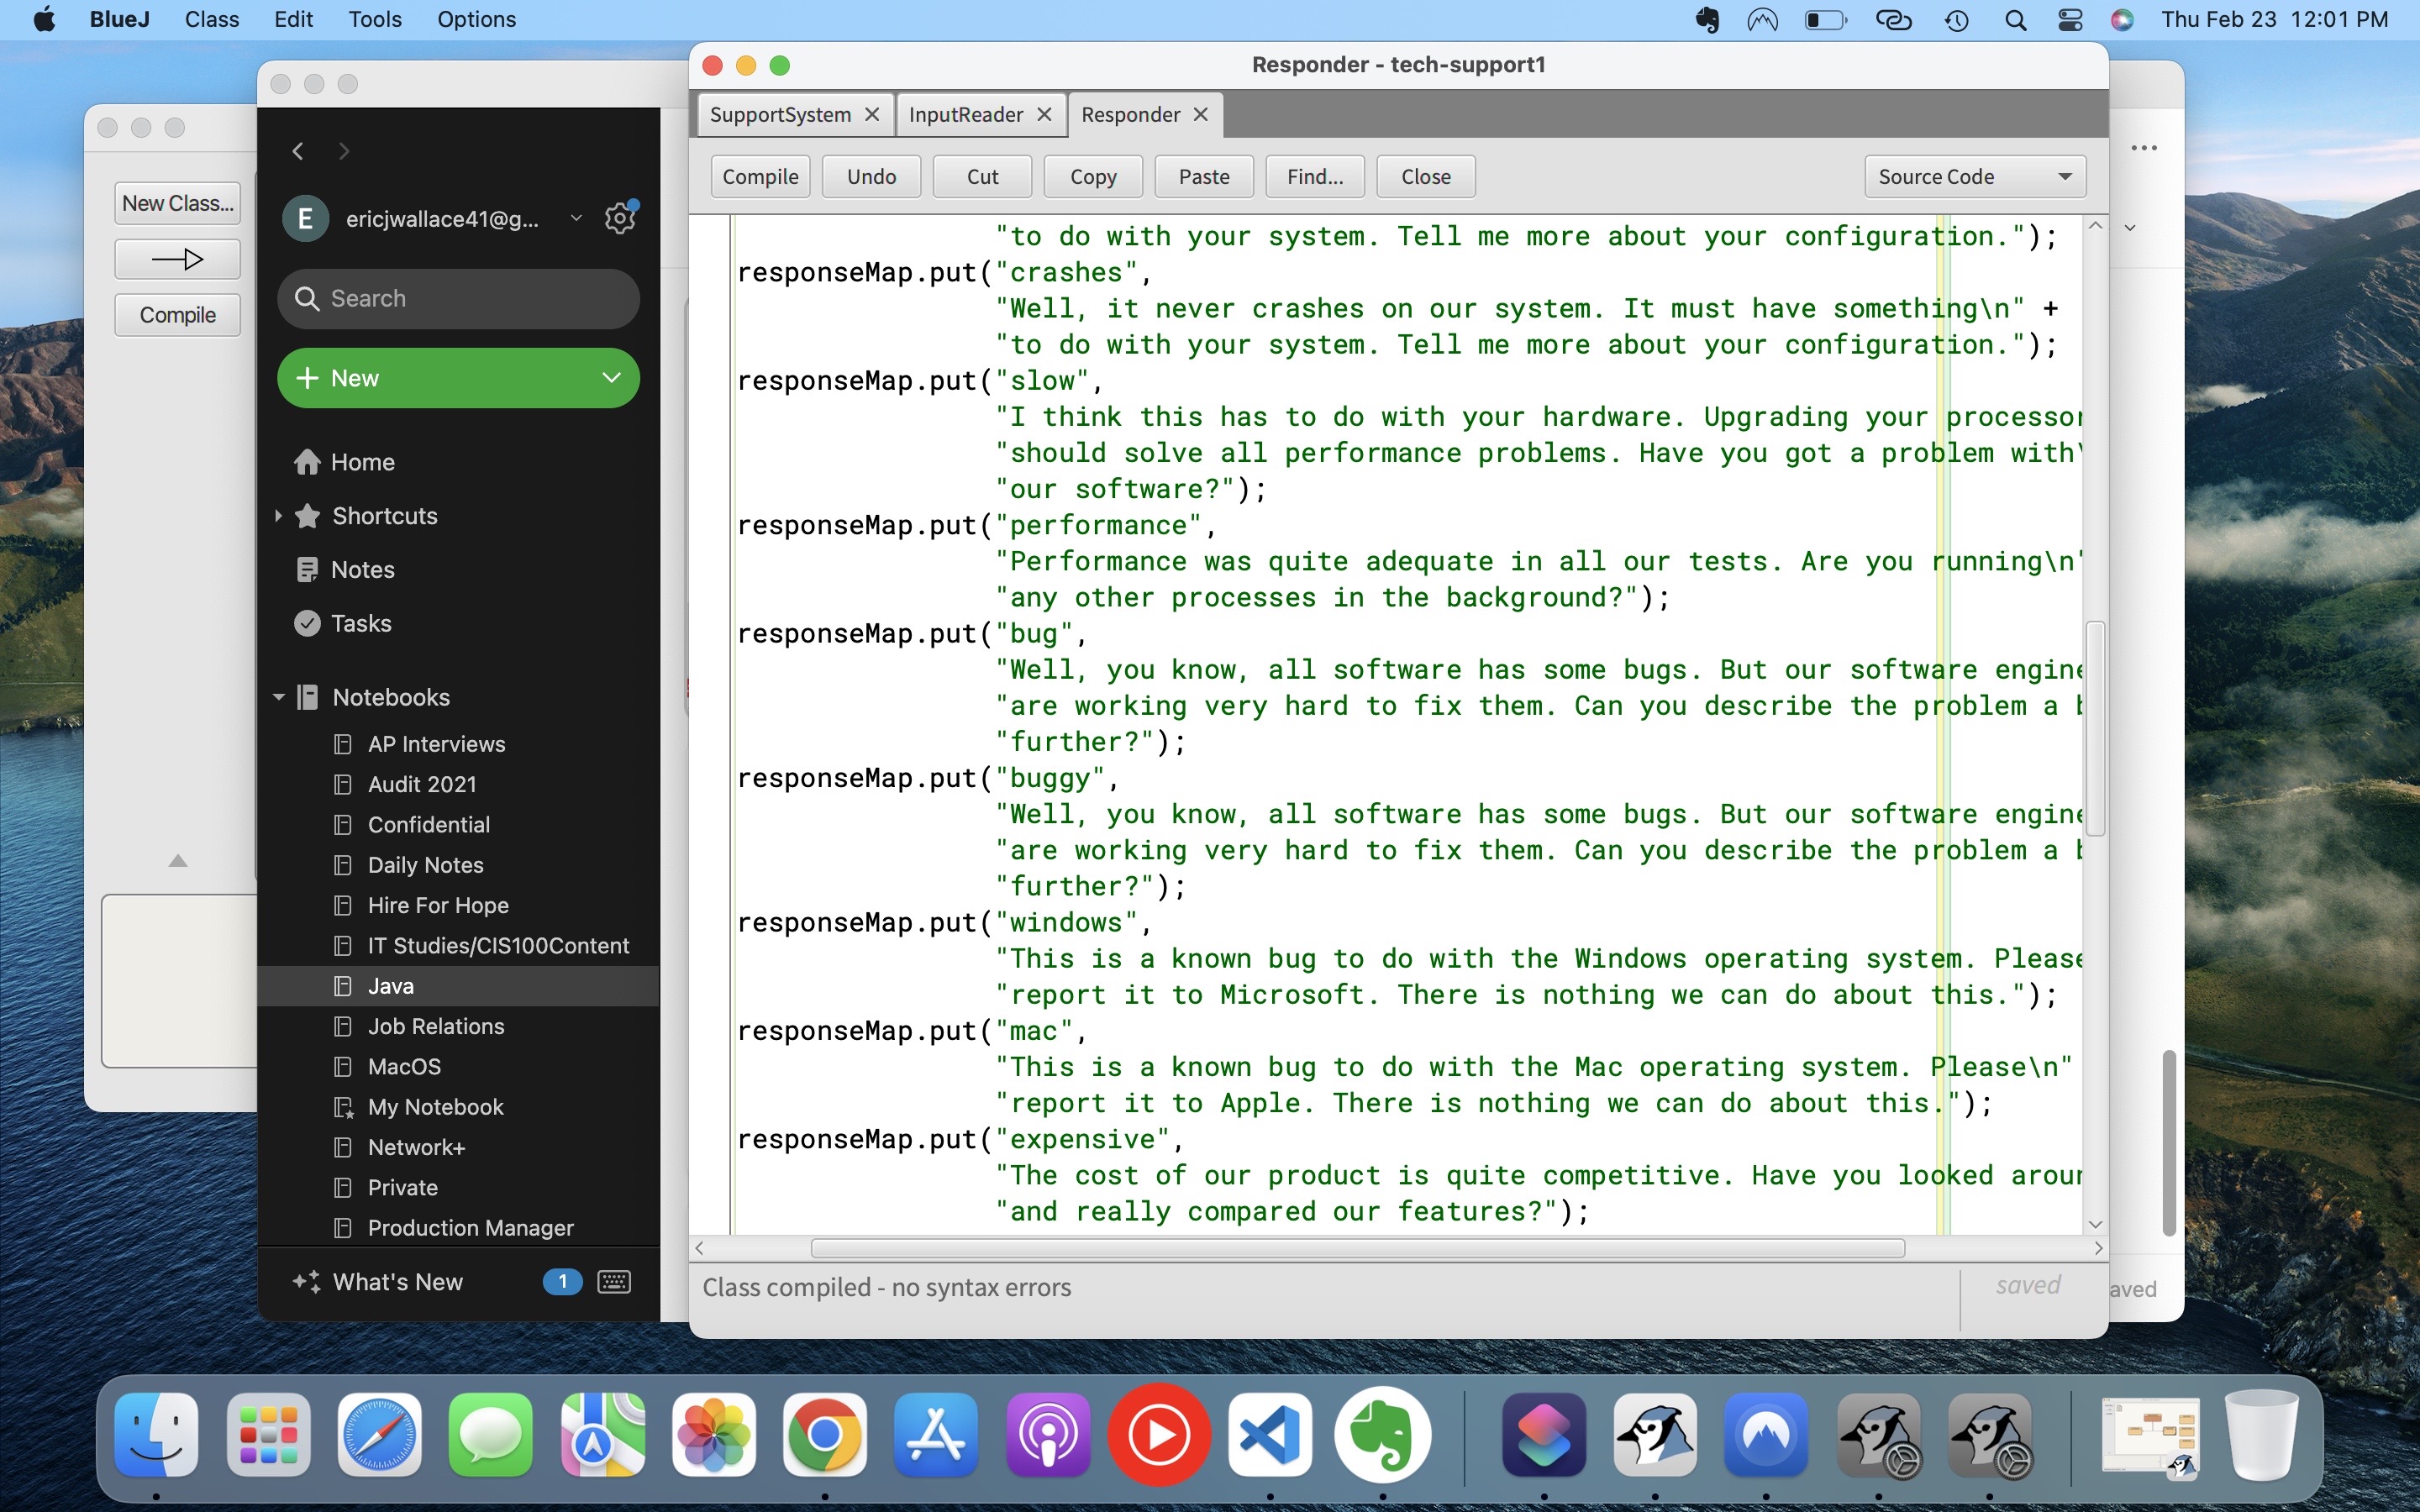 BlueJ Class Edit Tools Options Thu Feb 23 12:01 PM
New Class...
Compile
E ericjwallace41@g...
Search
+ New
Home
Shortcuts
Notes
Tasks
Notebooks
AP Interviews
Audit 2021
Confidential
Daily Notes
Hire For Hope
IT Studies/CIS100Content
Java
Job Relations
MacOS
My Notebook
Network+
Private
Production Manager
What's New 1
Responder - tech-support1
SupportSystem InputReader Responder
Compile Undo Cut Copy Paste Find... Close Source Code
"to do with your system. Tell me more about your configuration.");
responseMap.put("crashes",
"Well, it never crashes on our system. It must have something\n" +
"to do with your system. Tell me more about your configuration.");
responseMap.put("slow",
"I think this has to do with your hardware. Upgrading your processor
"should solve all performance problems. Have you got a problem with\
"our software?");
responseMap.put("performance",
"Performance was quite adequate in all our tests. Are you running\n"
"any other processes in the background?");
responseMap.put("bug",
"Well, you know, all software has some bugs. But our software engine
"are working very hard to fix them. Can you describe the problem a b
"further?");
responseMap.put("buggy",
"Well, you know, all software has some bugs. But our software engine
"are working very hard to fix them. Can you describe the problem a b
"further?");
responseMap.put("windows",
"This is a known bug to do with the Windows operating system. Please
"report it to Microsoft. There is nothing we can do about this.");
responseMap.put("mac",
"This is a known bug to do with the Mac operating system. Please\n"
"report it to Apple. There is nothing we can do about this.");
responseMap.put("expensive",
"The cost of our product is quite competitive. Have you looked aroun
"and really compared our features?");
Class compiled - no syntax errors
saved
aved